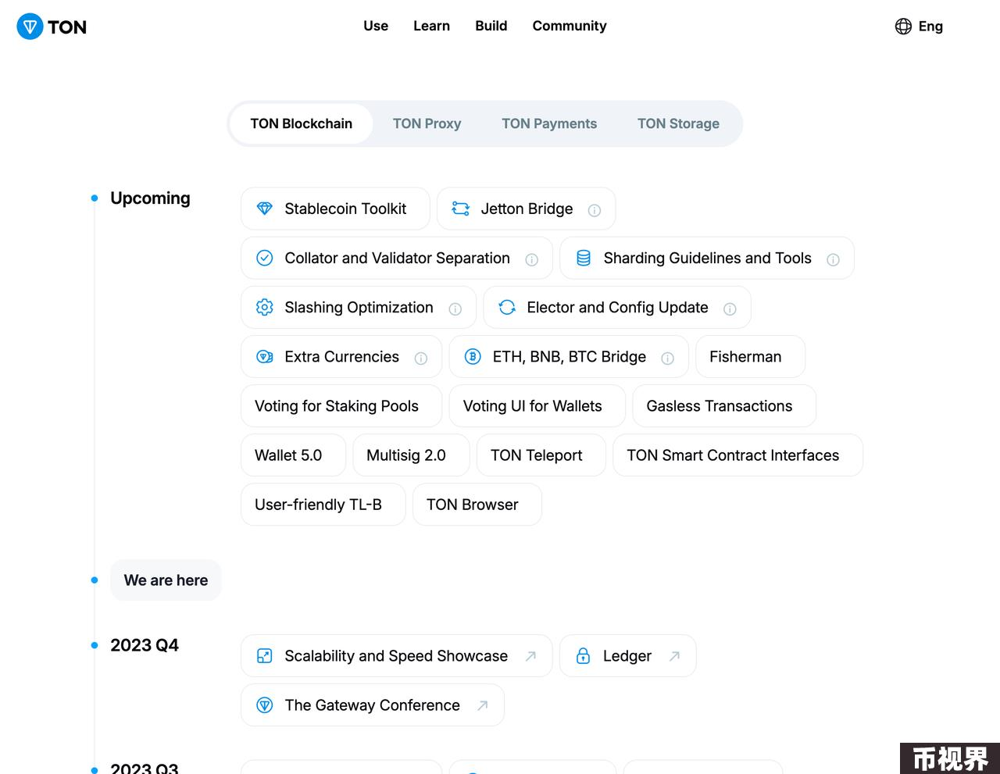 TON Use Learn Build Community Eng
TON Blockchain TON Proxy TON Payments TON Storage
Upcoming Stablecoin Toolkit Jetton Bridge
Collator and Validator Separation Sharding Guidelines and Tools
Slashing Optimization Elector and Config Update
Extra Currencies ETH, BNB, BTC Bridge Fisherman
Voting for Staking Pools Voting UI for Wallets Gasless Transactions
Wallet 5.0 Multisig 2.0 TON Teleport TON Smart Contract Interfaces
User-friendly TL-B TON Browser
We are here
2023 Q4 Scalability and Speed Showcase Ledger
The Gateway Conference
2023 Q3
币视界